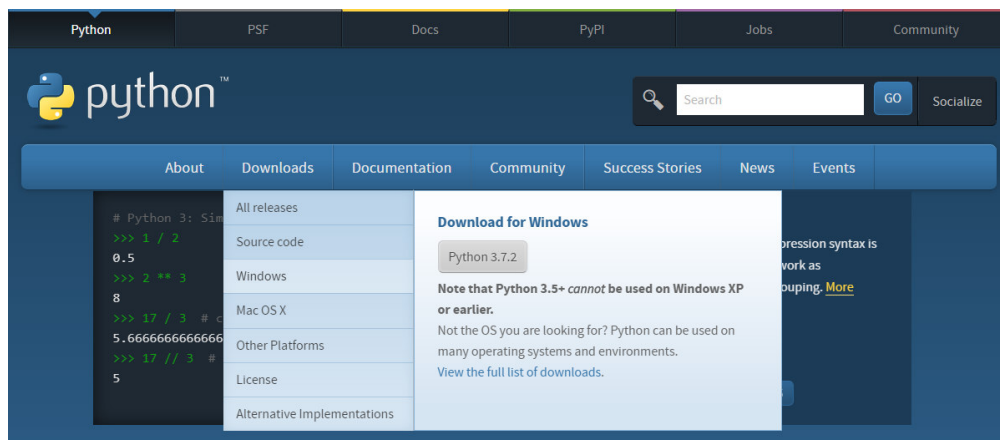 Python PSF Docs PyPI Jobs Community
python™
Search GO Socialize
About Downloads Documentation Community Success Stories News Events
# Python 3: Sim
>>> 1 / 2
0.5
>>> 2 ** 3
8
>>> 17 / 3 # c
5.6666666666666
>>> 17 // 3 #
5
All releases
Source code
Windows
Mac OS X
Other Platforms
License
Alternative Implementations
Download for Windows
Python 3.7.2
Note that Python 3.5+ cannot be used on Windows XP
or earlier.
Not the OS you are looking for? Python can be used on
many operating systems and environments.
View the full list of downloads.
pression syntax is
work as
ouping. More